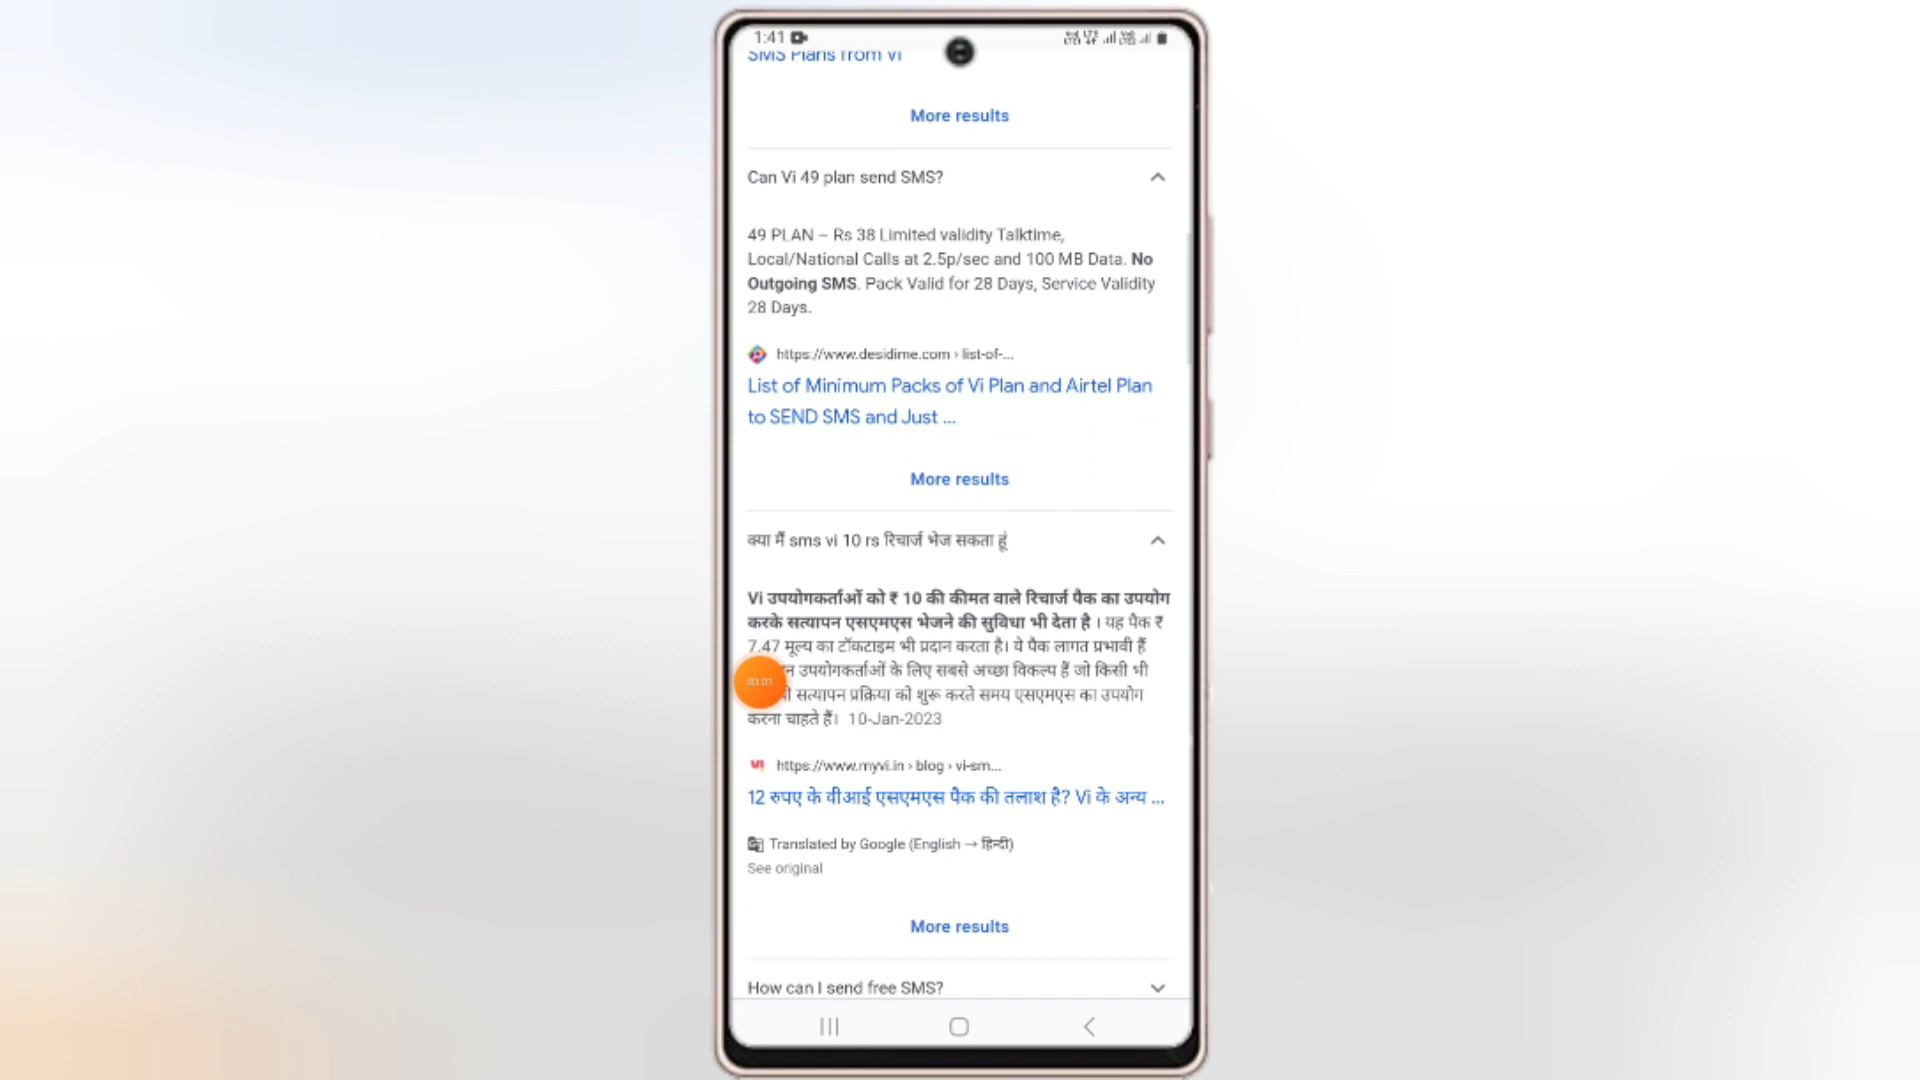 1:41
SMS Plans from Vi
More results
Can Vi 49 plan send SMS?
49 PLAN – Rs 38 Limited validity Talktime,
Local/National Calls at 2.5p/sec and 100 MB Data. No
Outgoing SMS. Pack Valid for 28 Days, Service Validity
28 Days.
https://www.desidime.com › list-of-...
List of Minimum Packs of Vi Plan and Airtel Plan
to SEND SMS and Just ...
More results
क्या मैं sms vi 10 rs रिचार्ज भेज सकता हूं
Vi उपयोगकर्ताओं को ₹ 10 की कीमत वाले रिचार्ज पैक का उपयोग
करके सत्यापन एसएमएस भेजने की सुविधा भी देता है । यह पैक ₹
7.47 मूल्य का टॉकटाइम भी प्रदान करता है। ये पैक लागत प्रभावी हैं
उपयोगकर्ताओं के लिए सबसे अच्छा विकल्प हैं जो किसी भी
सत्यापन प्रक्रिया को शुरू करते समय एसएमएस का उपयोग
करना चाहते हैं। 10-Jan-2023
https://www.myvi.in › blog › vi-sm...
12 रुपए के वीआई एसएमएस पैक की तलाश है? Vi के अन्य ...
Translated by Google (English → हिन्दी)
See original
More results
How can I send free SMS?